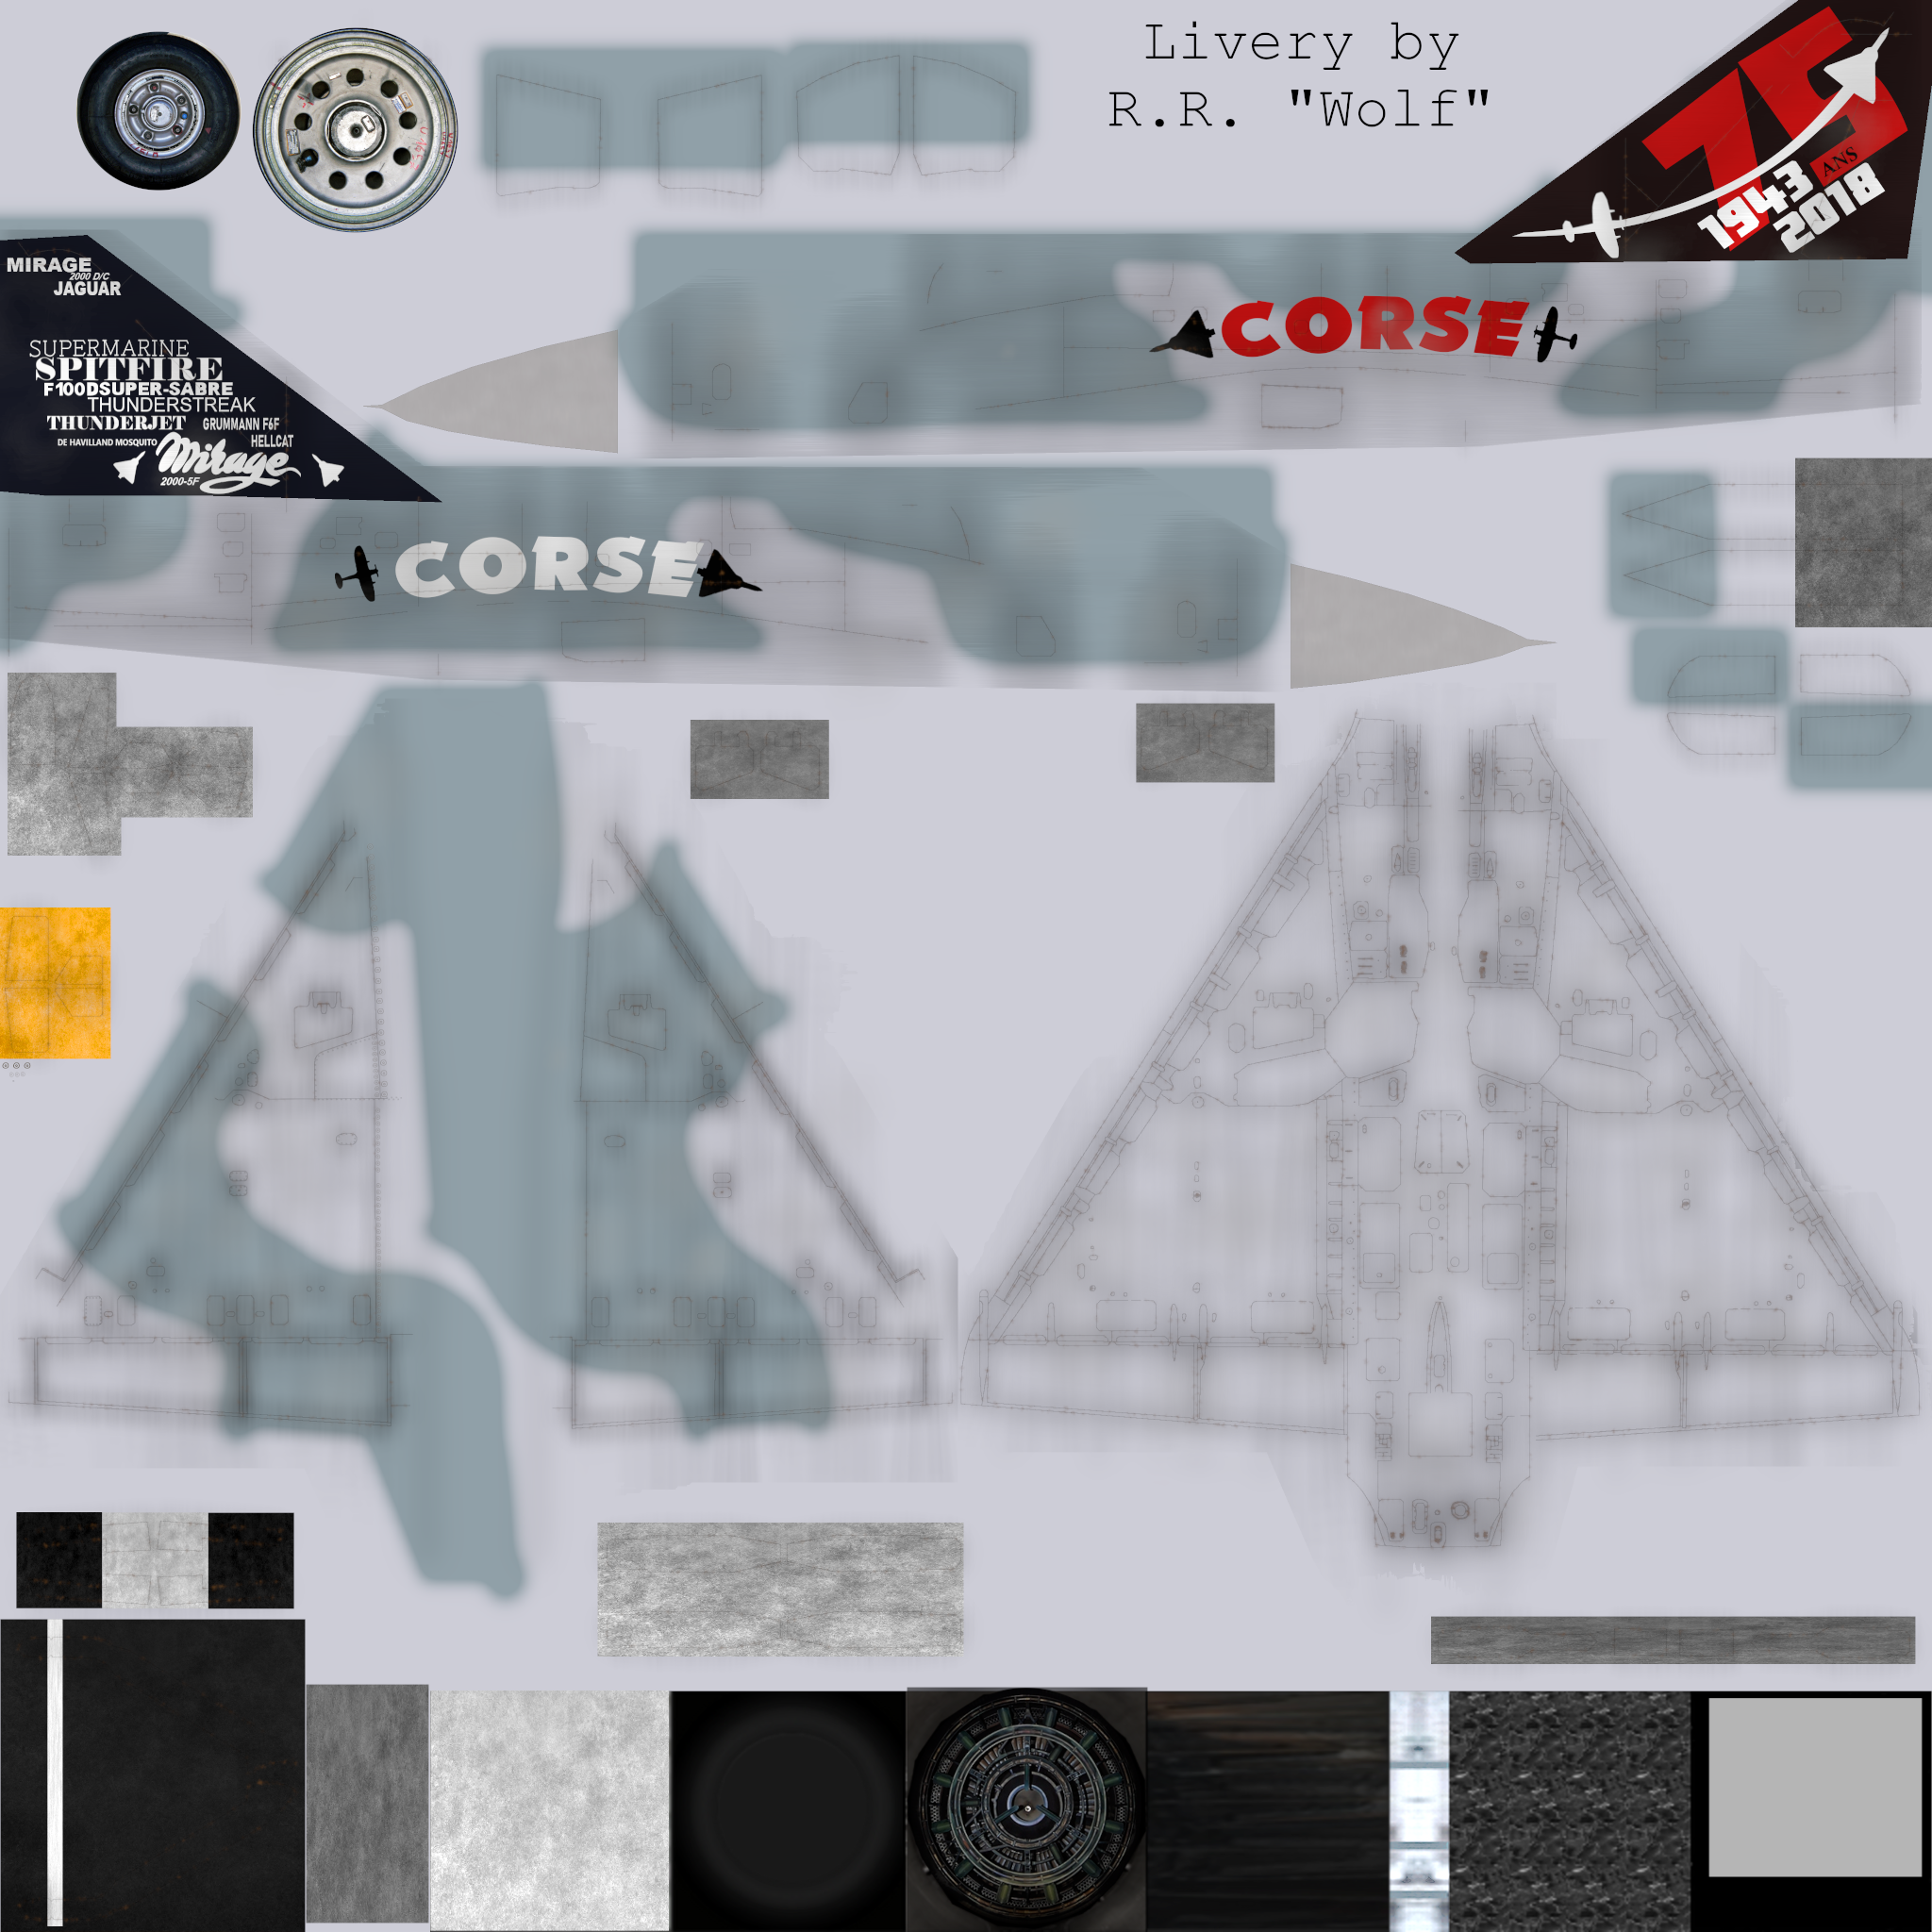 Livery by
R.R. "Wolf"
75
ANS
1943
2018
MIRAGE
2000 D/C
JAGUAR
SUPERMARINE
SPITFIRE
F100DSUPER-SABRE
THUNDERSTREAK
THUNDERJET GRUMMANN F6F
DE HAVILLAND MOSQUITO HELLCAT
Mirage
2000-5F
CORSE
CORSE